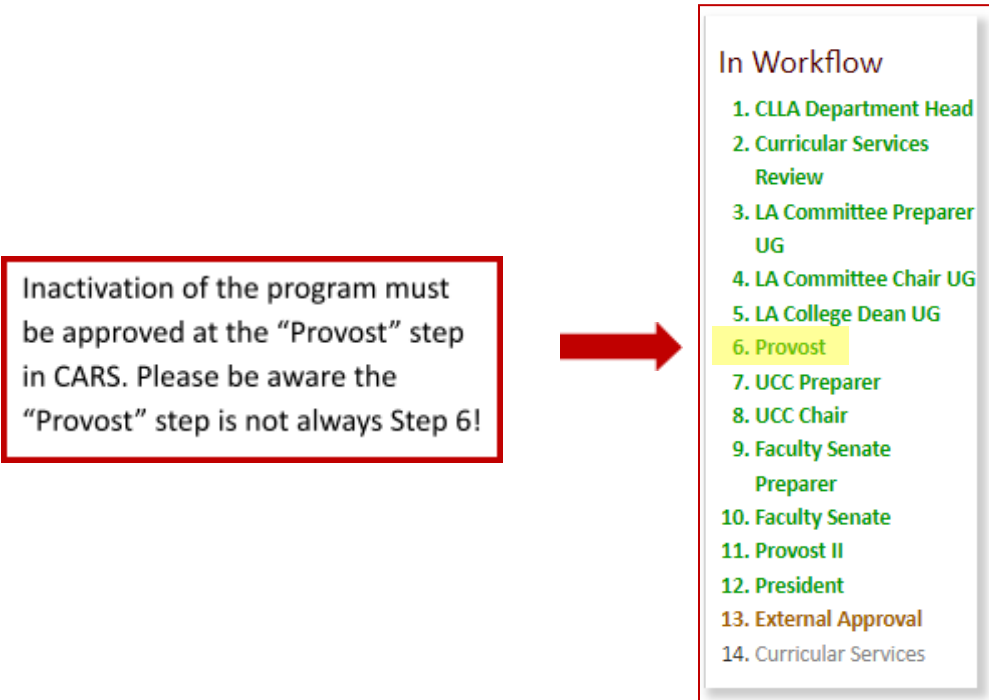 Inactivation of the program must
be approved at the “Provost” step
in CARS. Please be aware the
“Provost” step is not always Step 6!
In Workflow
1. CLLA Department Head
2. Curricular Services
Review
3. LA Committee Preparer
UG
4. LA Committee Chair UG
5. LA College Dean UG
6. Provost
7. UCC Preparer
8. UCC Chair
9. Faculty Senate
Preparer
10. Faculty Senate
11. Provost II
12. President
13. External Approval
14. Curricular Services